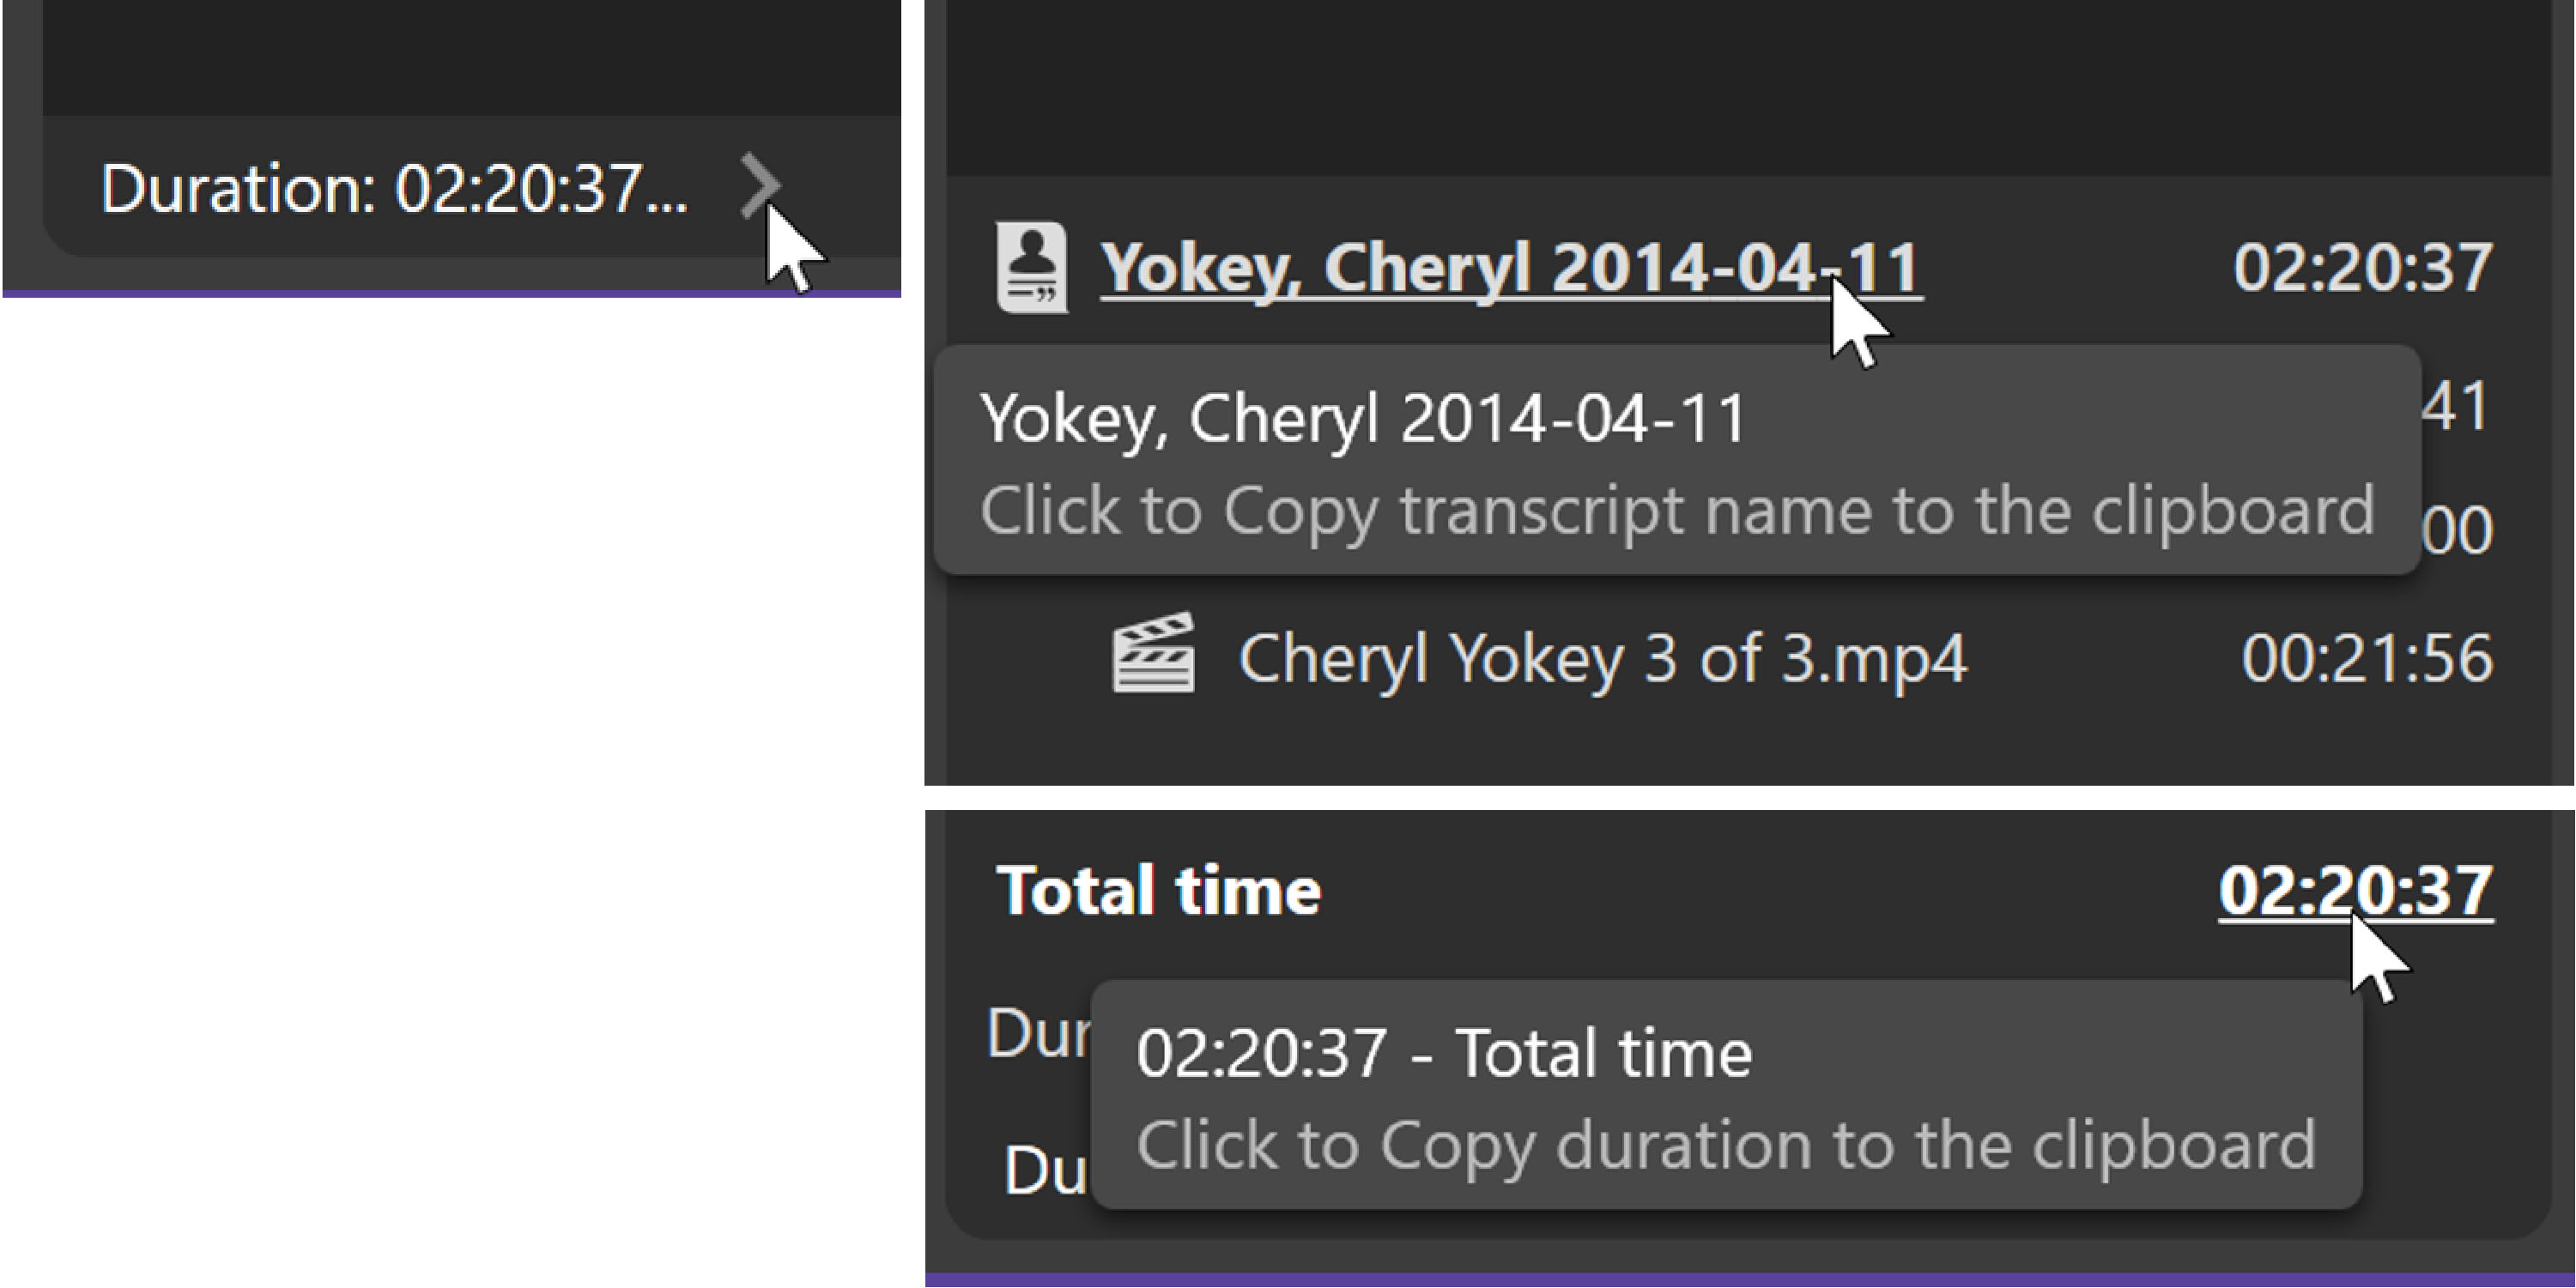 Duration: 02:20:37...
Yokey, Cheryl 2014-04-11 02:20:37
Yokey, Cheryl 2014-04-11
41
Click to Copy transcript name to the clipboard
00
Cheryl Yokey 3 of 3.mp4 00:21:56
Total time 02:20:37
Dur
02:20:37 - Total time
Click to Copy duration to the clipboard
Du